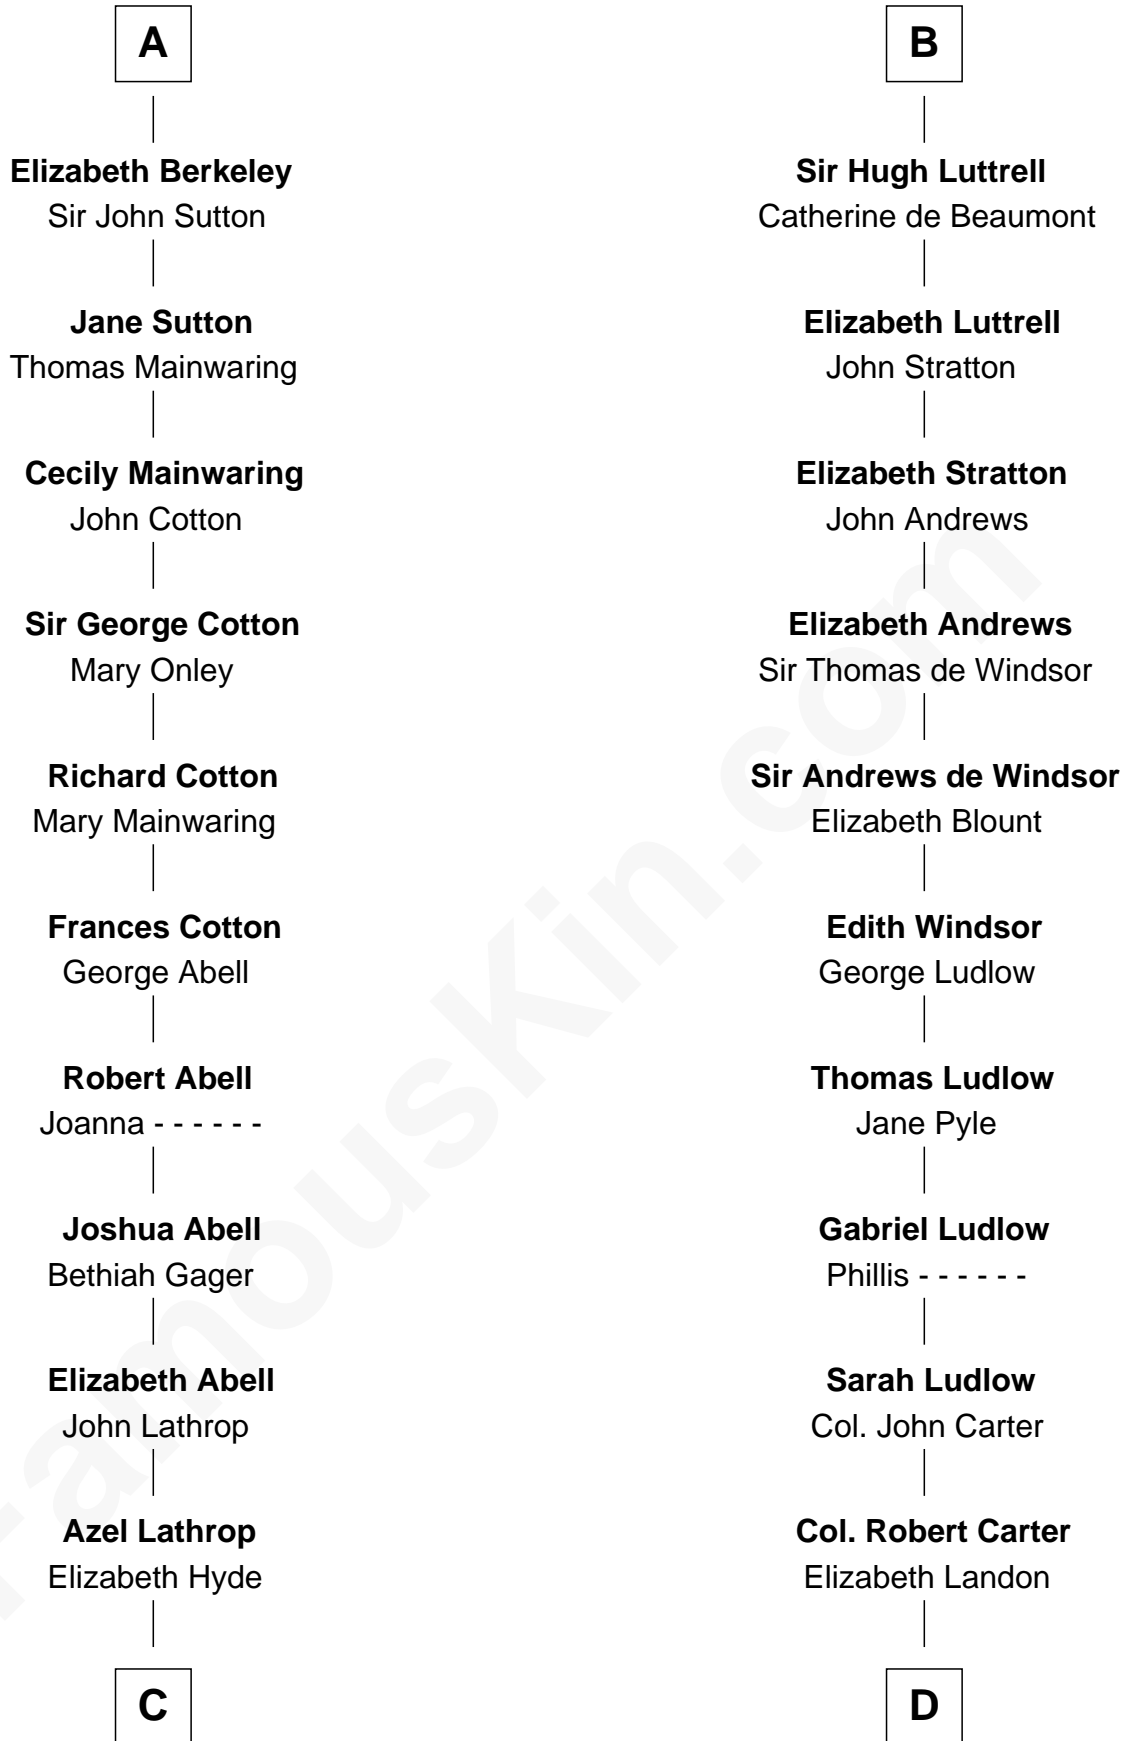 A
Elizabeth Berkeley
Sir John Sutton
Jane Sutton
Thomas Mainwaring
Cecily Mainwaring
John Cotton
Sir George Cotton
Mary Onley
Richard Cotton
Mary Mainwaring
Frances Cotton
George Abell
Robert Abell
Joanna - - - - - -
Joshua Abell
Bethiah Gager
Elizabeth Abell
John Lathrop
Azel Lathrop
Elizabeth Hyde
C
B
Sir Hugh Luttrell
Catherine de Beaumont
Elizabeth Luttrell
John Stratton
Elizabeth Stratton
John Andrews
Elizabeth Andrews
Sir Thomas de Windsor
Sir Andrews de Windsor
Elizabeth Blount
Edith Windsor
George Ludlow
Thomas Ludlow
Jane Pyle
Gabriel Ludlow
Phillis - - - - - -
Sarah Ludlow
Col. John Carter
Col. Robert Carter
Elizabeth Landon
D
FamousKin.com